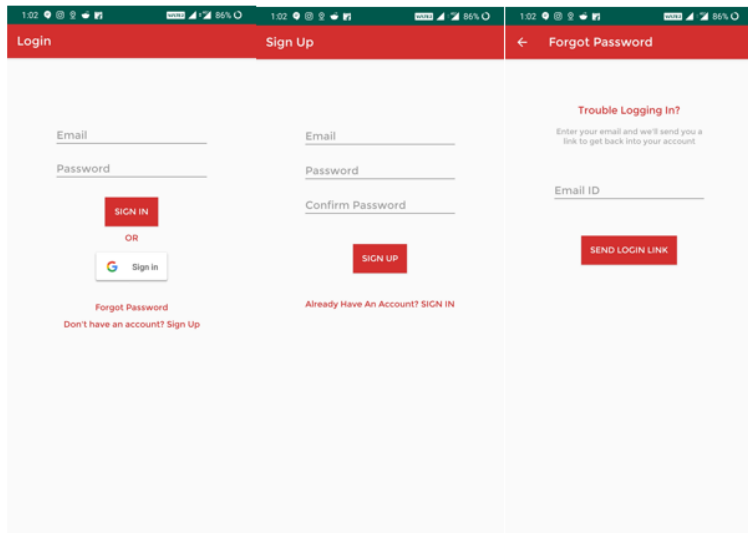 1:02
86%
Login
Email
Password
SIGN IN
OR
Sign in
Forgot Password
Don't have an account? Sign Up
1:02
86%
Sign Up
Email
Password
Confirm Password
SIGN UP
Already Have An Account? SIGN IN
1:02
86%
Forgot Password
Trouble Logging In?
Enter your email and we'll send you a
link to get back into your account
Email ID
SEND LOGIN LINK